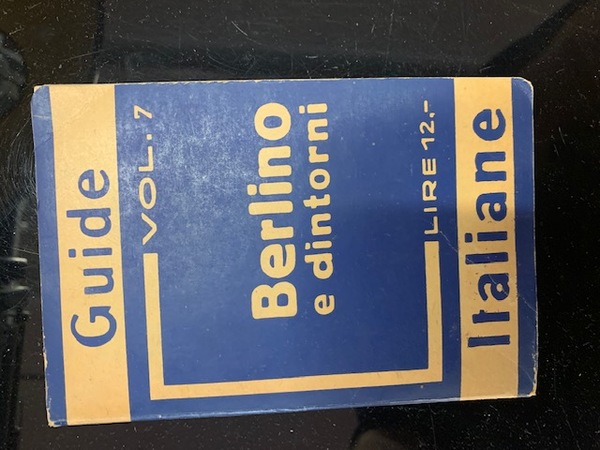 Guide
VOL. 7
Berlino
e dintorni
LIRE 12,-
Italiane